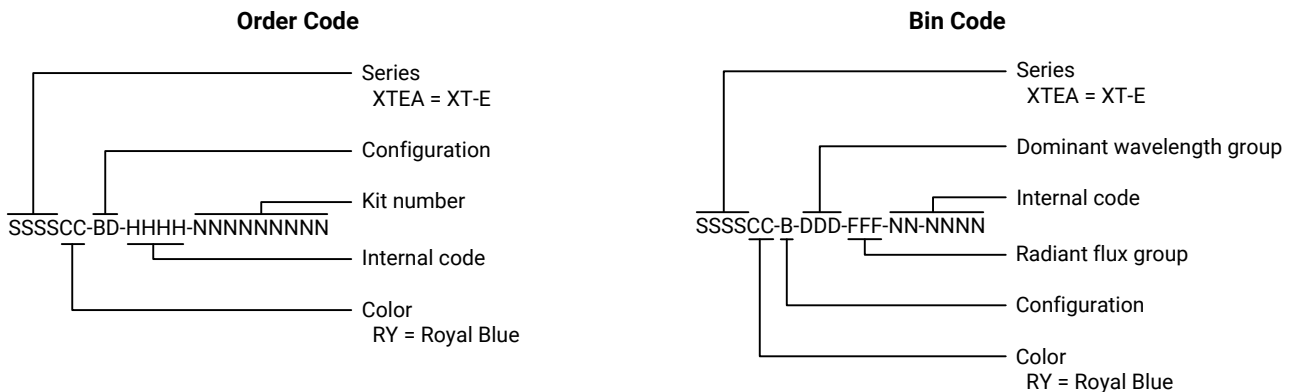 Order Code
Series
XTEA = XT-E
Configuration
Kit number
SSSSCC-BD-HHHH-NNNNNNNNN
Internal code
Color
RY = Royal Blue
Bin Code
Series
XTEA = XT-E
Dominant wavelength group
Internal code
SSSSCC-B-DDD-FFF-NN-NNNN
Radiant flux group
Configuration
Color
RY = Royal Blue